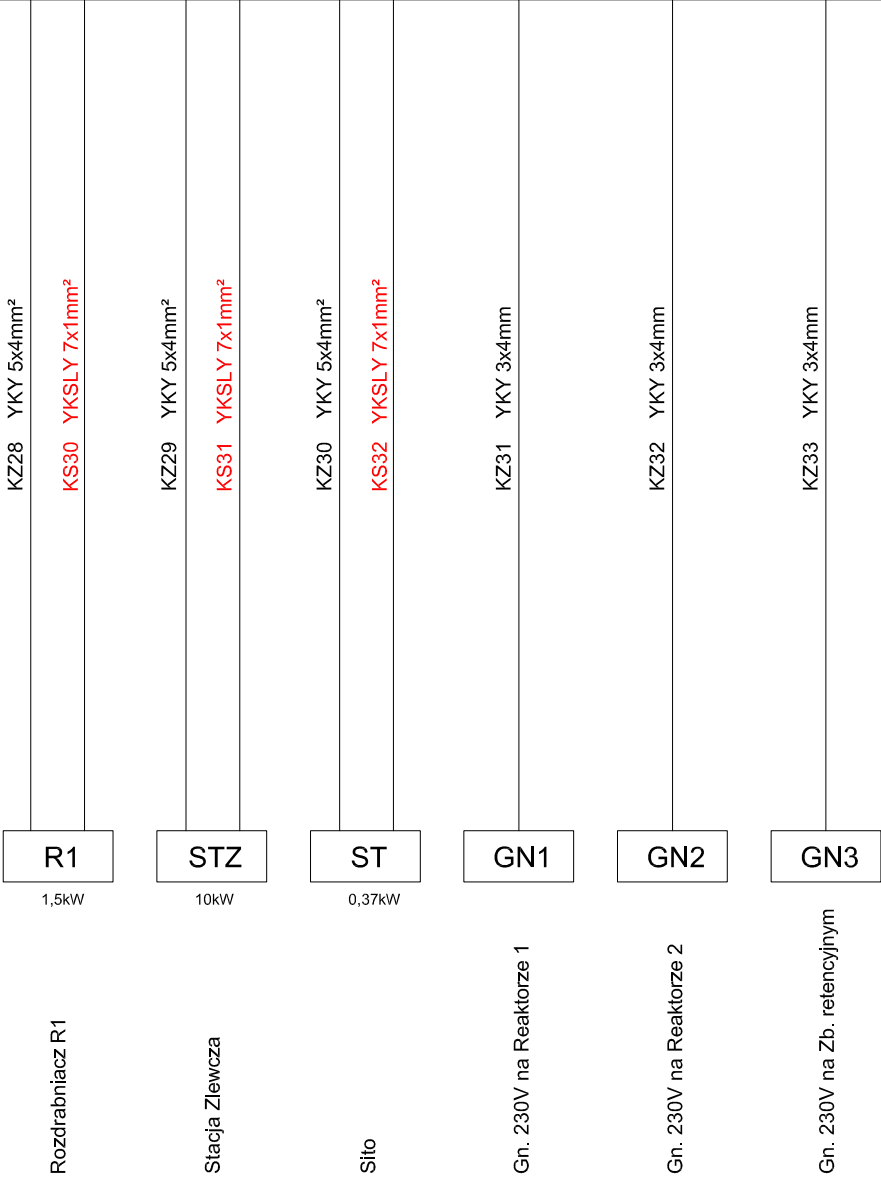 KZ28 YKY 5x4mm²
KS30 YKSLY 7x1mm²
KZ29 YKY 5x4mm²
KS31 YKSLY 7x1mm²
KZ30 YKY 5x4mm²
KS32 YKSLY 7x1mm²
KZ31 YKY 3x4mm
KZ32 YKY 3x4mm
KZ33 YKY 3x4mm
R1
STZ
ST
GN1
GN2
GN3
1,5kW
10kW
0,37kW
Rozdrabniacz R1
Stacja Zlewcza
Sito
Gn. 230V na Reaktorze 1
Gn. 230V na Reaktorze 2
Gn. 230V na Zb. retencyjnym